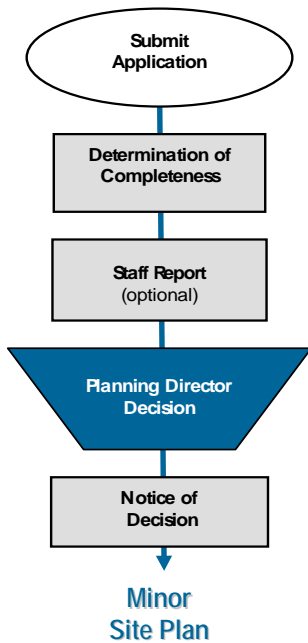 Submit
Application
Determination of
Completeness
Staff Report
(optional)
Planning Director
Decision
Notice of
Decision
Minor
Site Plan